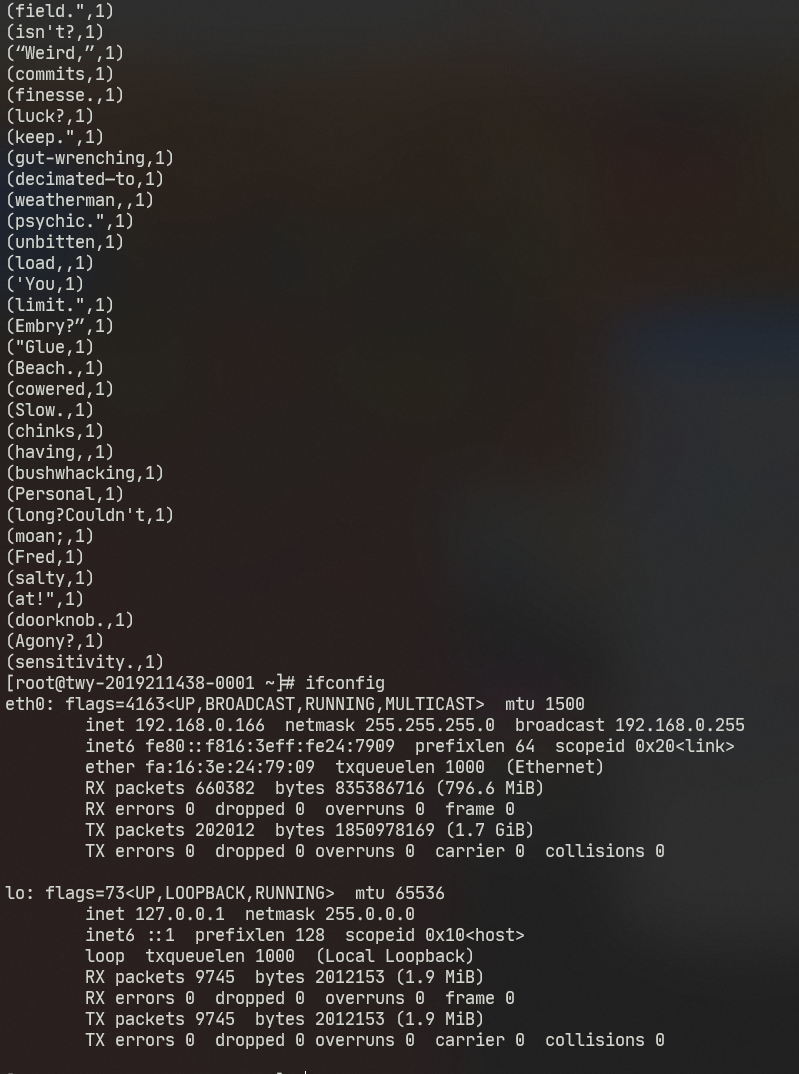 (field.",1)
(isn't?,1)
(“Weird,”,1)
(commits,1)
(finesse.,1)
(luck?,1)
(keep.",1)
(gut-wrenching,1)
(decimated—to,1)
(weatherman,,1)
(psychic.",1)
(unbitten,1)
(load,,1)
('You,1)
(limit.",1)
(Embry?”,1)
("Glue,1)
(Beach.,1)
(cowered,1)
(Slow.,1)
(chinks,1)
(having,,1)
(bushwhacking,1)
(Personal,1)
(long?Couldn't,1)
(moan;,1)
(Fred,1)
(salty,1)
(at!",1)
(doorknob.,1)
(Agony?,1)
(sensitivity.,1)
[root@twy-2019211438-0001 ~]# ifconfig
eth0: flags=4163<UP,BROADCAST,RUNNING,MULTICAST>  mtu 1500
        inet 192.168.0.166  netmask 255.255.255.0  broadcast 192.168.0.255
        inet6 fe80::f816:3eff:fe24:7909  prefixlen 64  scopeid 0x20<link>
        ether fa:16:3e:24:79:09  txqueuelen 1000  (Ethernet)
        RX packets 660382  bytes 835386716 (796.6 MiB)
        RX errors 0  dropped 0  overruns 0  frame 0
        TX packets 202012  bytes 1850978169 (1.7 GiB)
        TX errors 0  dropped 0 overruns 0  carrier 0  collisions 0

lo: flags=73<UP,LOOPBACK,RUNNING>  mtu 65536
        inet 127.0.0.1  netmask 255.0.0.0
        inet6 ::1  prefixlen 128  scopeid 0x10<host>
        loop  txqueuelen 1000  (Local Loopback)
        RX packets 9745  bytes 2012153 (1.9 MiB)
        RX errors 0  dropped 0  overruns 0  frame 0
        TX packets 9745  bytes 2012153 (1.9 MiB)
        TX errors 0  dropped 0 overruns 0  carrier 0  collisions 0